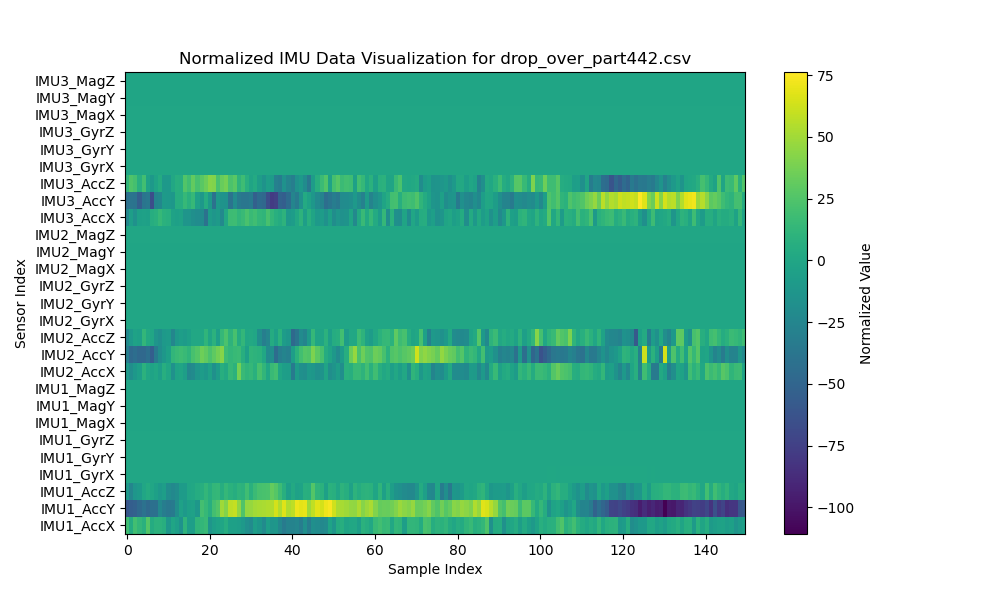 Normalized IMU Data Visualization for drop_over_part442.csv
IMU3_MagZ
IMU3_MagY
IMU3_MagX
IMU3_GyrZ
IMU3_GyrY
IMU3_GyrX
IMU3_AccZ
IMU3_AccY
IMU3_AccX
IMU2_MagZ
IMU2_MagY
IMU2_MagX
IMU2_GyrZ
IMU2_GyrY
IMU2_GyrX
IMU2_AccZ
IMU2_AccY
IMU2_AccX
IMU1_MagZ
IMU1_MagY
IMU1_MagX
IMU1_GyrZ
IMU1_GyrY
IMU1_GyrX
IMU1_AccZ
IMU1_AccY
IMU1_AccX
Sensor Index
0 20 40 60 80 100 120 140
Sample Index
75
50
25
0
−25
−50
−75
−100
Normalized Value